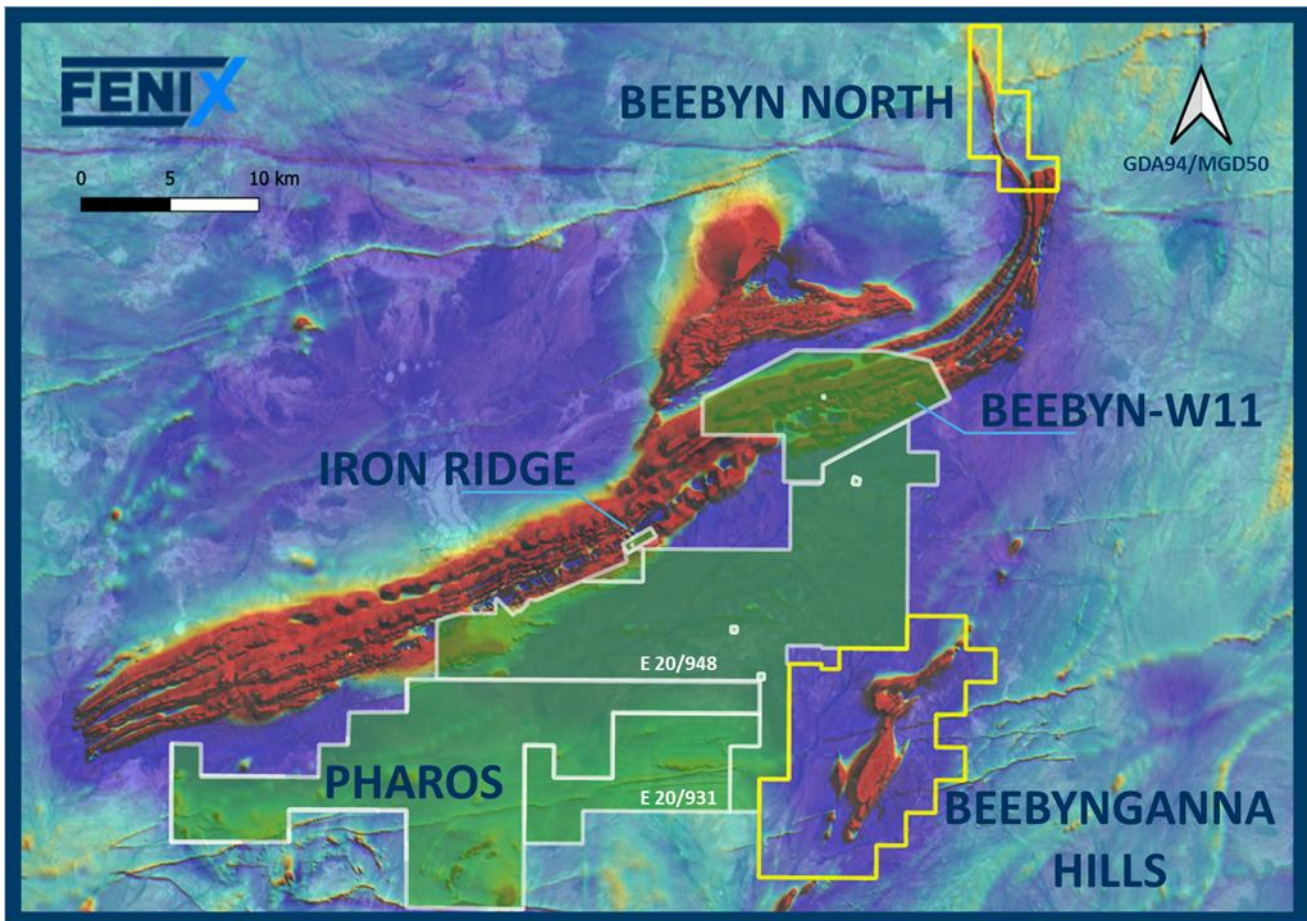 FENIX
BEEBYN NORTH
GDA94/MGD50
0 5 10 km
BEEBYN-W11
IRON RIDGE
E 20/948
PHAROS
E 20/931
BEEBYNGANNA
HILLS